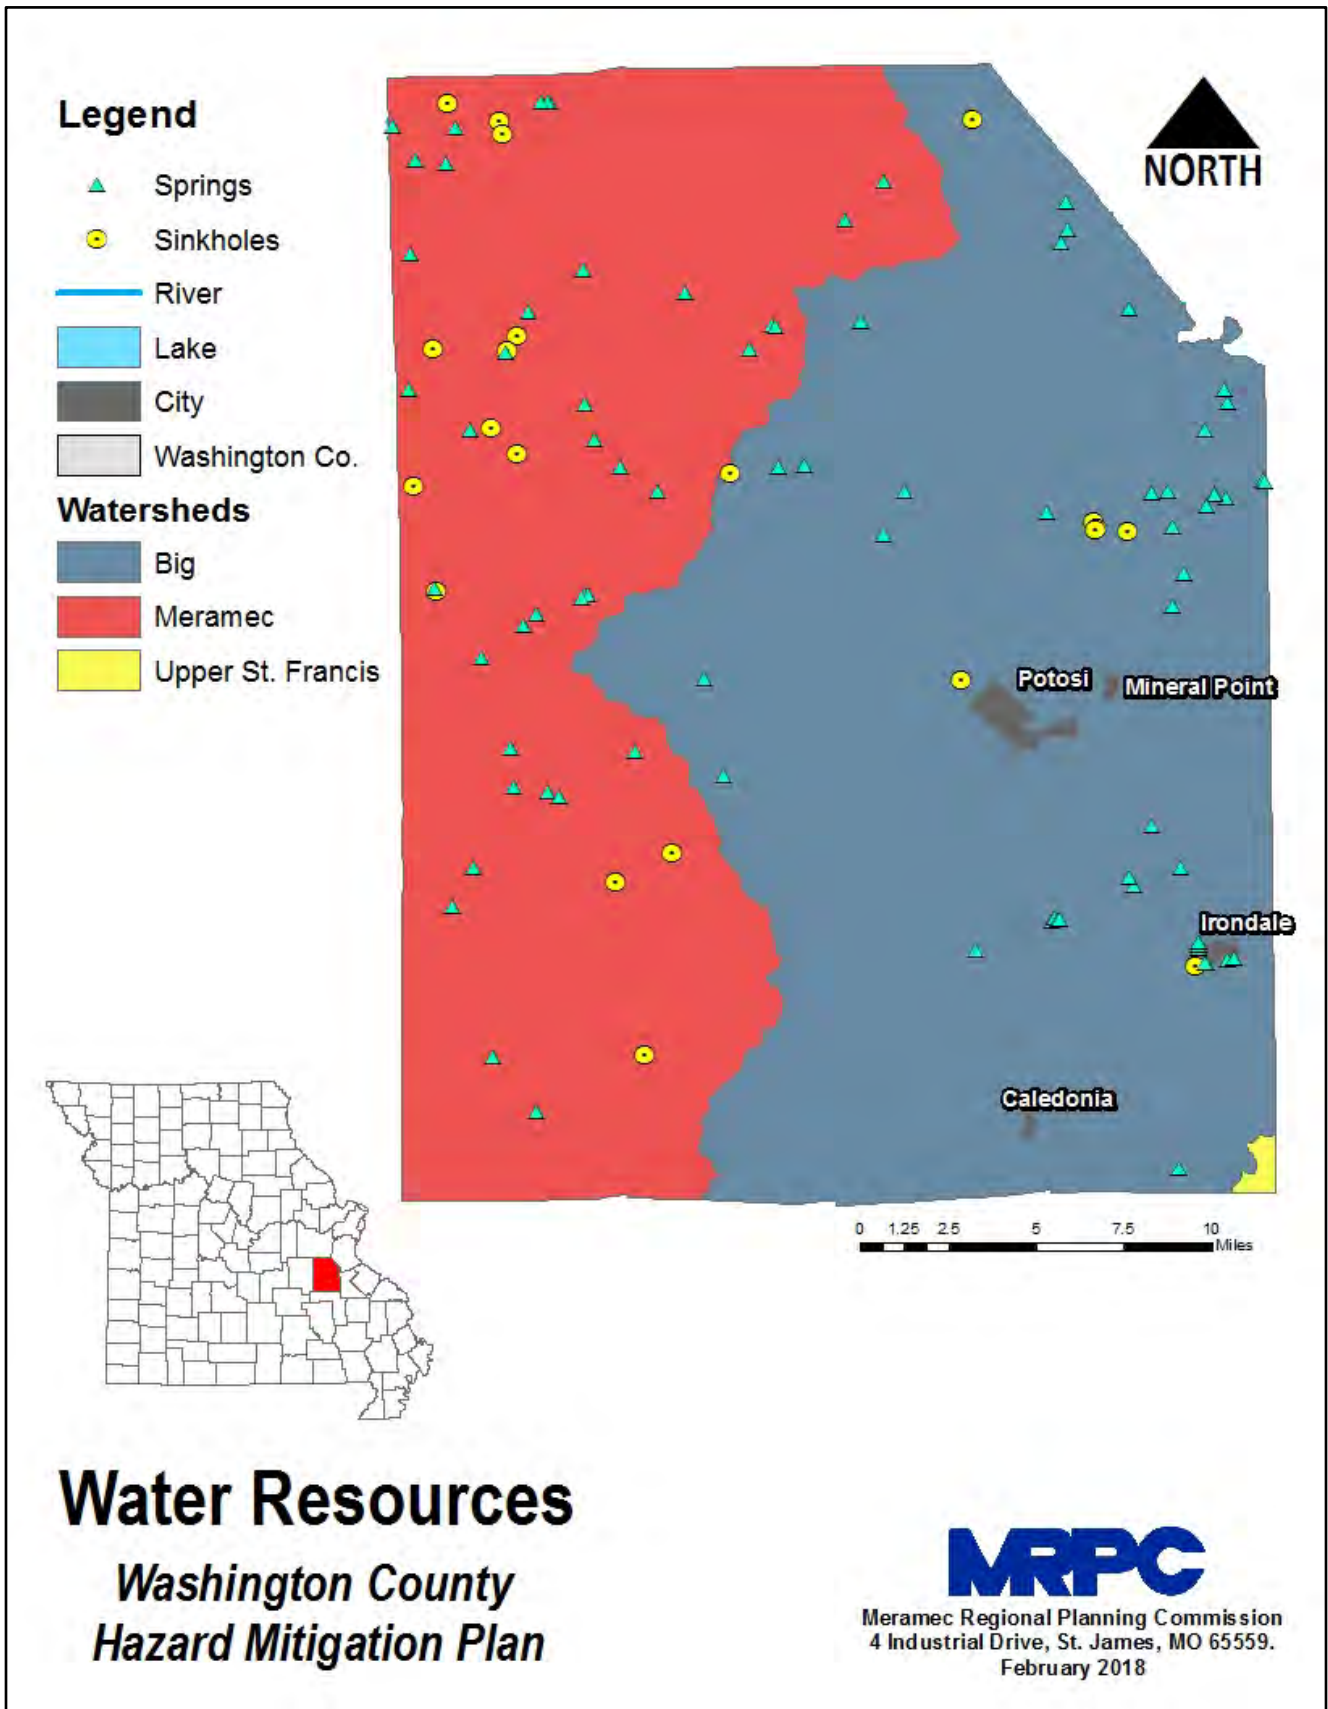 Legend
Springs
Sinkholes
River
Lake
City
Washington Co.
Watersheds
Big
Meramec
Upper St. Francis
NORTH
Potosi
Mineral Point
Irondale
Caledonia
0 1.25 2.5 5 7.5 10
Miles
Water Resources
Washington County
Hazard Mitigation Plan
MRPC
Meramec Regional Planning Commission
4 Industrial Drive, St. James, MO 65559.
February 2018